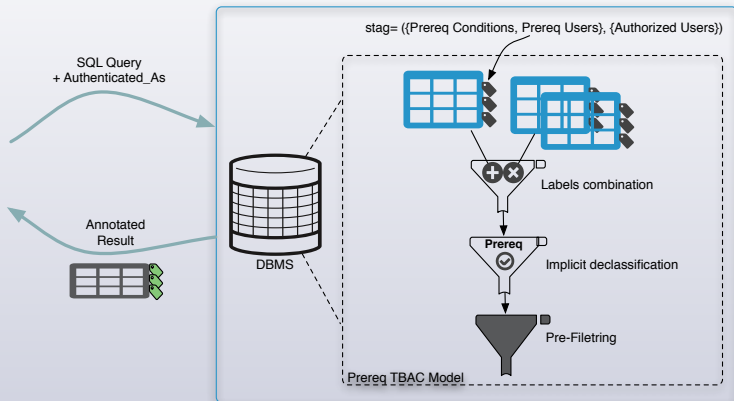 stag= ({Prereq Conditions, Prereq Users}, {Authorized Users})
SQL Query
+ Authenticated_As
Labels combination
Annotated
Result
DBMS
Prereq
Implicit declassification
Pre-Filetring
Prereq TBAC Model